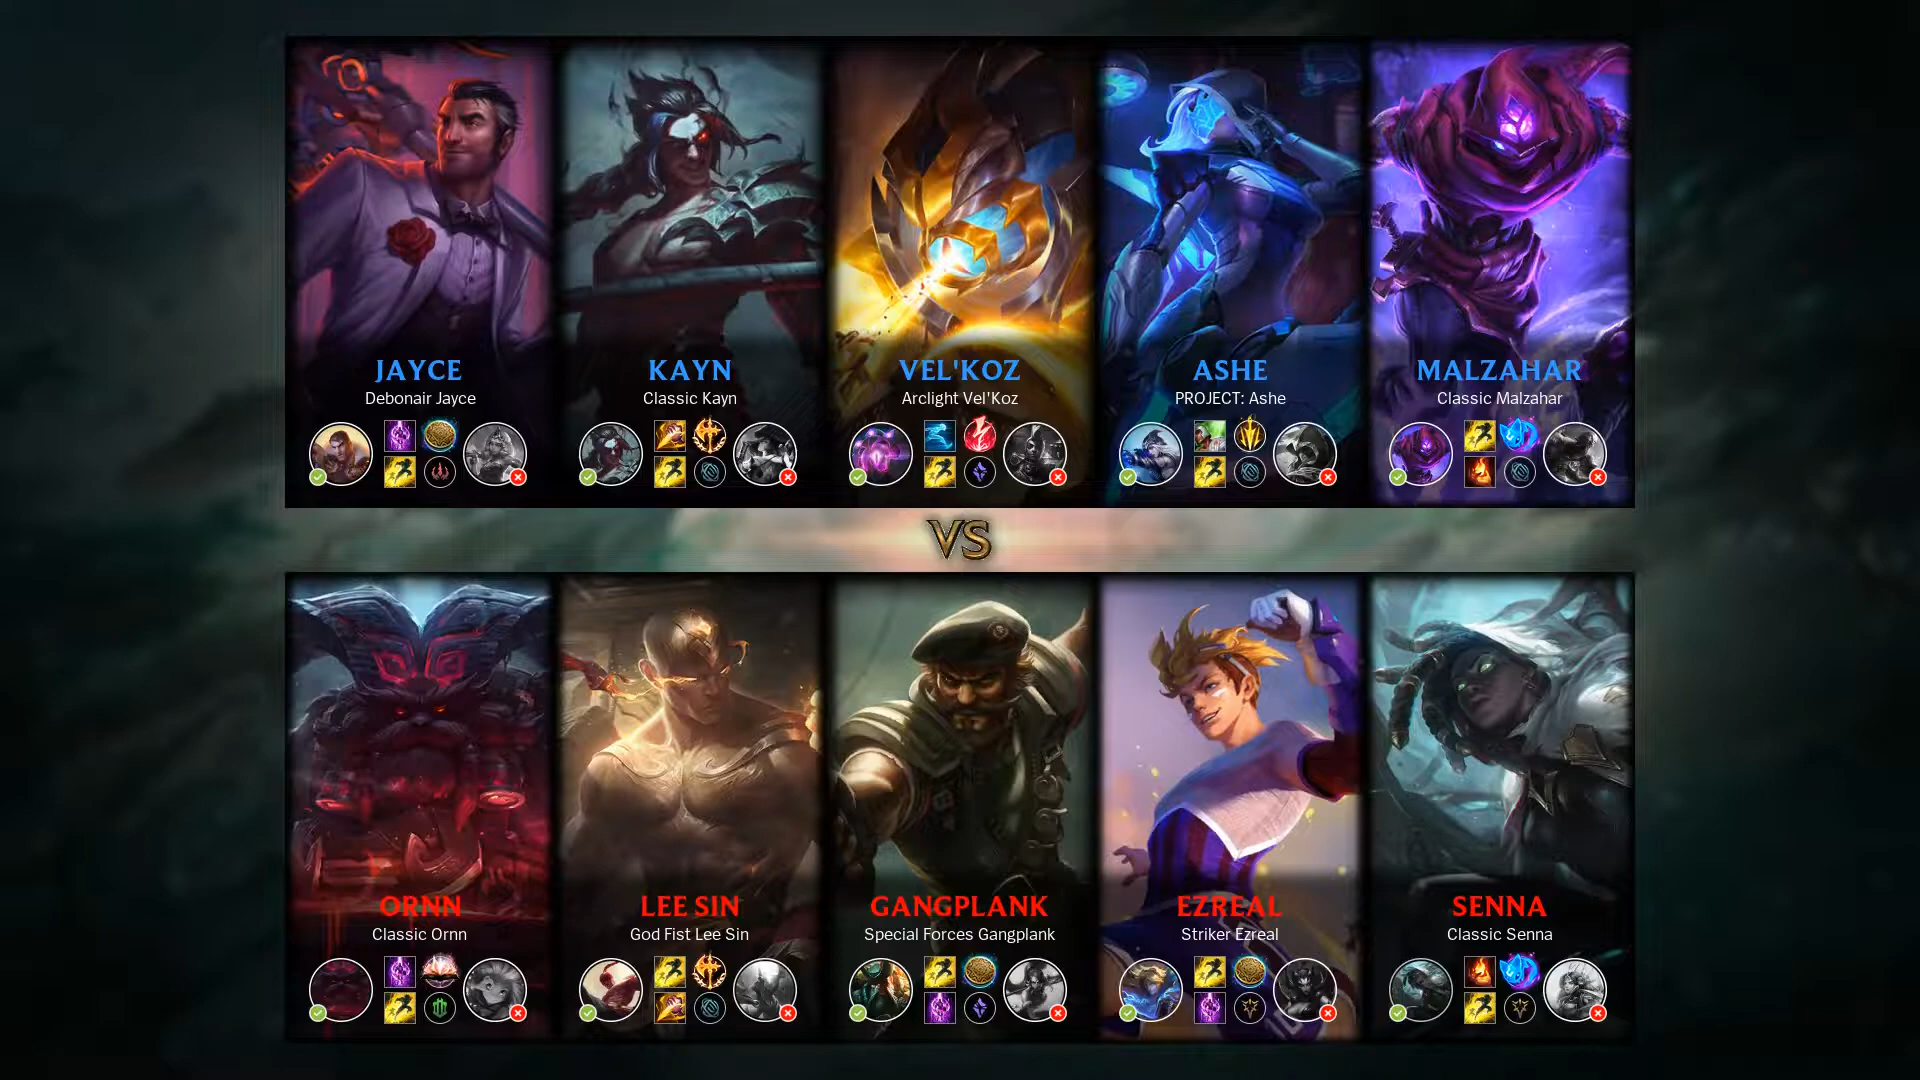 JAYCE
Debonair Jayce
KAYN
Classic Kayn
VEL'KOZ
Arclight Vel'Koz
ASHE
PROJECT: Ashe
MALZAHAR
Classic Malzahar
VS
ORNN
Classic Ornn
LEE SIN
God Fist Lee Sin
GANGPLANK
Special Forces Gangplank
EZREAL
Striker Ezreal
SENNA
Classic Senna